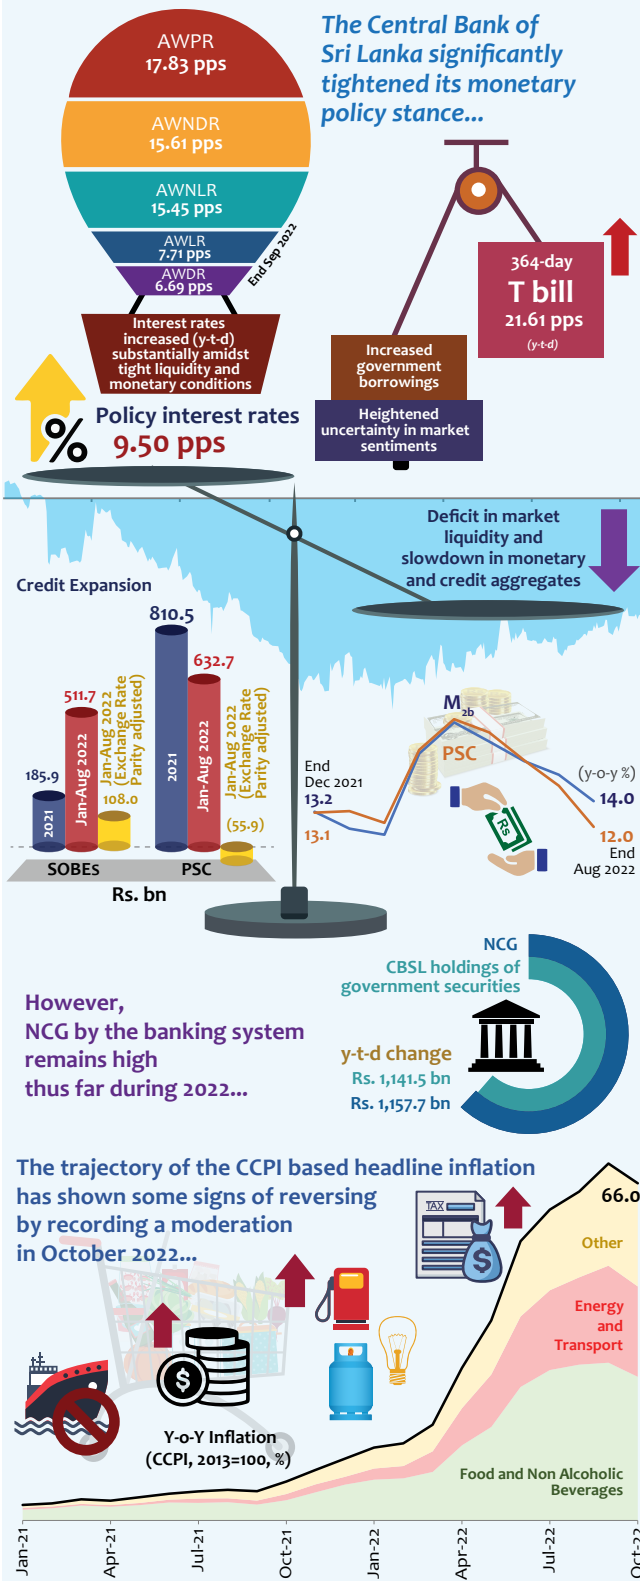 The Central Bank of
Sri Lanka significantly
tightened its monetary
policy stance...
AWPR
17.83 pps
AWNDR
15.61 pps
AWNLR
15.45 pps
AWLR
7.71 pps
AWDR
6.69 pps
End Sep 2022
Interest rates
increased (y-t-d)
substantially amidst
tight liquidity and
monetary conditions
364-day
T bill
21.61 pps
(y-t-d)
Increased
government
borrowings
Heightened
uncertainty in market
sentiments
%
Policy interest rates
9.50 pps
Deficit in market
liquidity and
slowdown in monetary
and credit aggregates
Credit Expansion
185.9
2021
511.7
Jan-Aug 2022
Jan-Aug 2022
(Exchange Rate
Parity adjusted)
108.0
810.5
2021
632.7
Jan-Aug 2022
Jan-Aug 2022
(Exchange Rate
Parity adjusted)
(55.9)
SOBEs
PSC
Rs. bn
M2b
PSC
End
Dec 2021
13.2
13.1
(y-o-y %)
14.0
12.0
End
Aug 2022
Rs
However,
NCG by the banking system
remains high
thus far during 2022...
NCG
CBSL holdings of
government securities
y-t-d change
Rs. 1,141.5 bn
Rs. 1,157.7 bn
The trajectory of the CCPI based headline inflation
has shown some signs of reversing
by recording a moderation
in October 2022...
TAX
$
$
66.0
Other
Energy
and
Transport
Food and Non Alcoholic
Beverages
Y-o-Y Inflation
(CCPI, 2013=100, %)
Jan-21
Apr-21
Jul-21
Oct-21
Jan-22
Apr-22
Jul-22
Oct-22